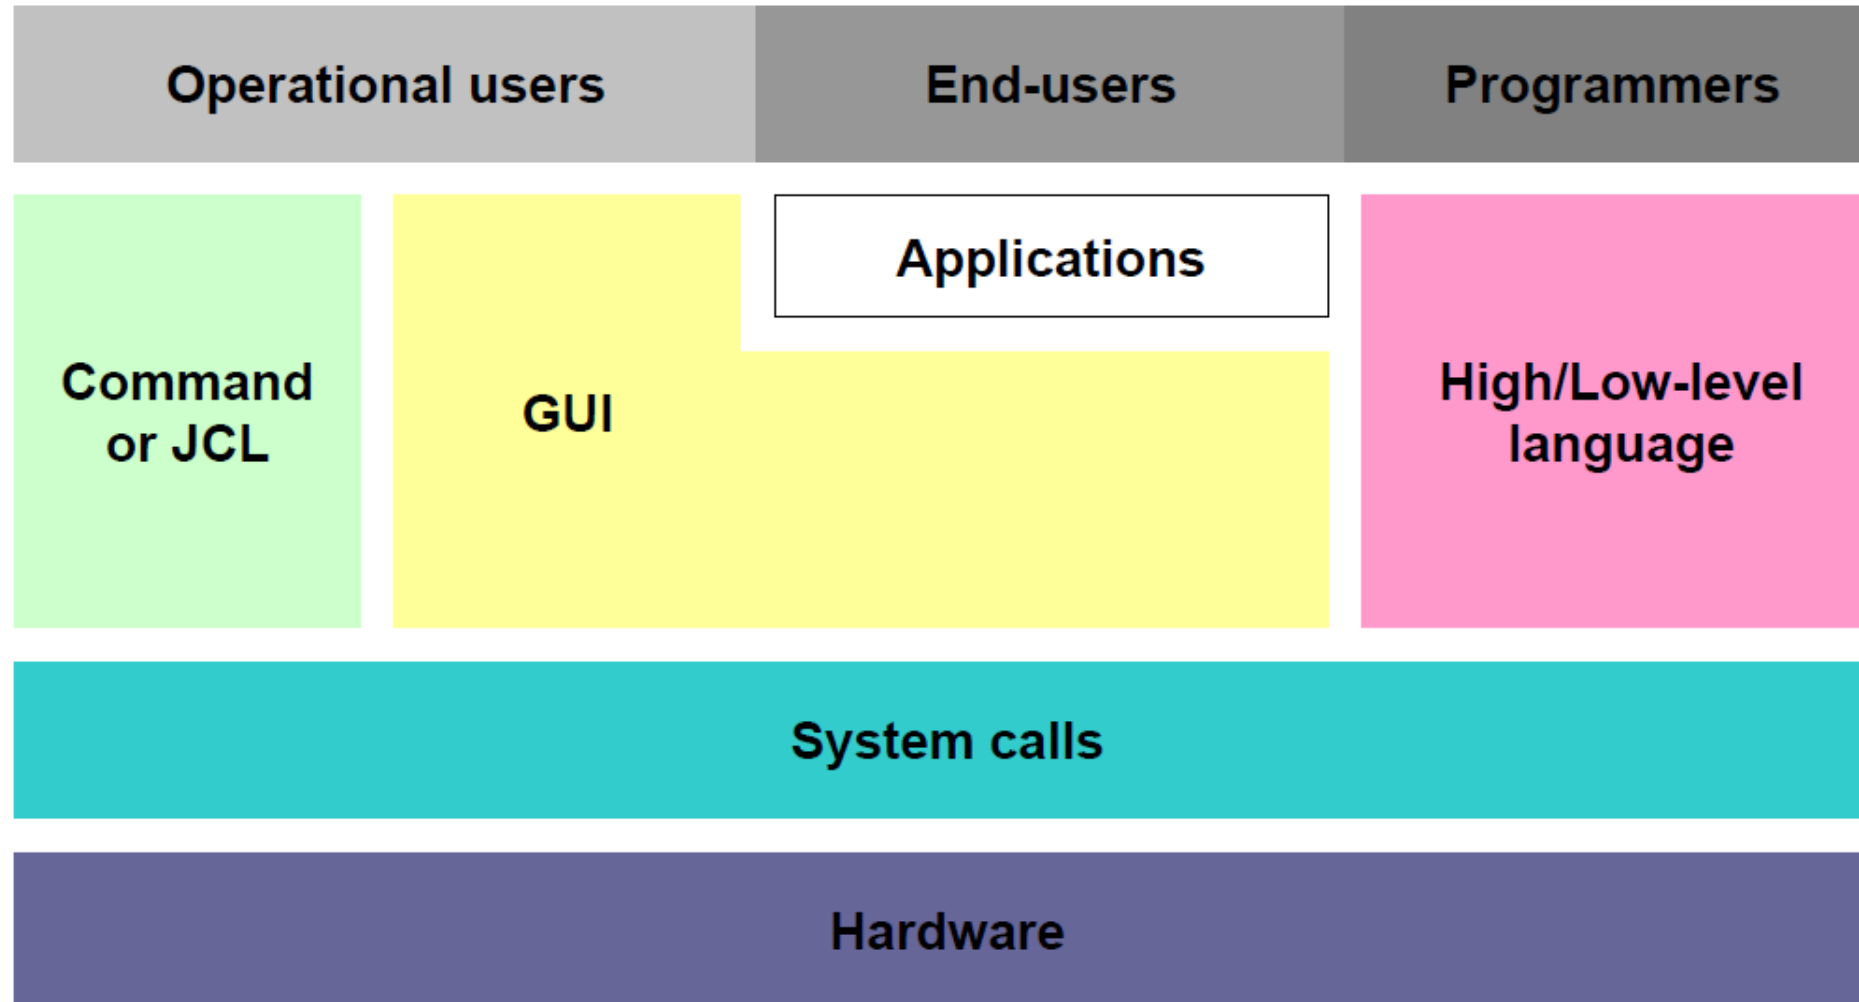 Operational users
End-users
Programmers
Applications
Command
or JCL
GUI
High/Low-level
language
System calls
Hardware